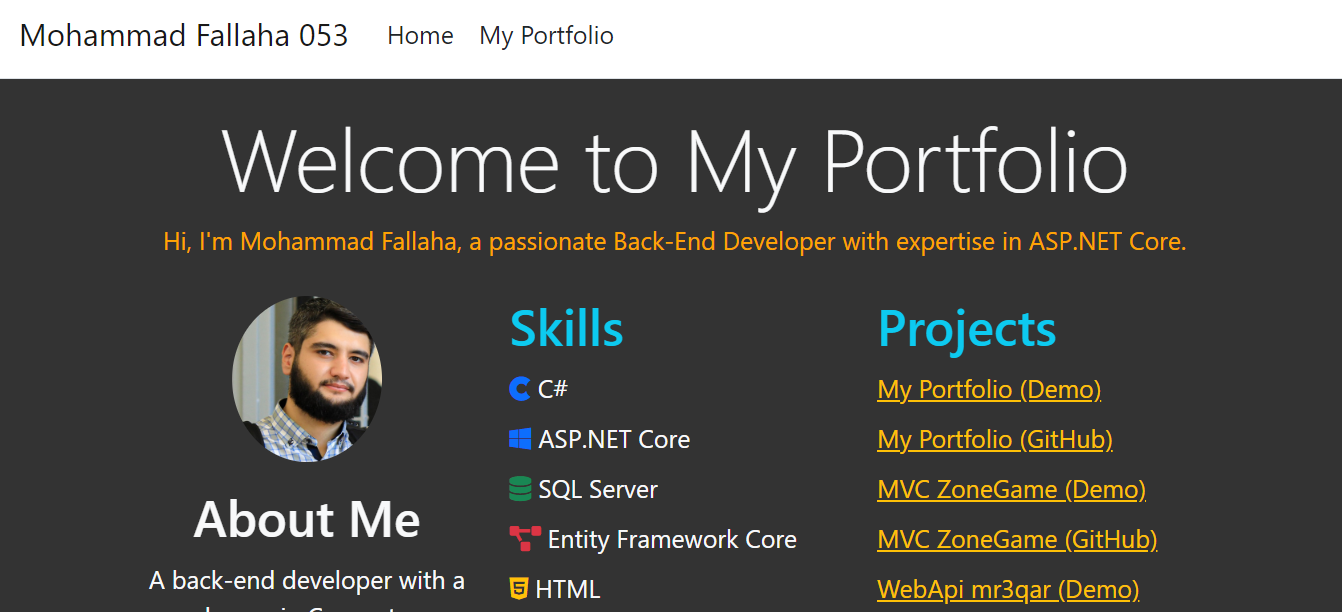 Mohammad Fallaha 053 Home My Portfolio
Welcome to My Portfolio
Hi, I'm Mohammad Fallaha, a passionate Back-End Developer with expertise in ASP.NET Core.
About Me
A back-end developer with a
Skills
C#
ASP.NET Core
SQL Server
Entity Framework Core
HTML
Projects
My Portfolio (Demo)
My Portfolio (GitHub)
MVC ZoneGame (Demo)
MVC ZoneGame (GitHub)
WebApi mr3qar (Demo)